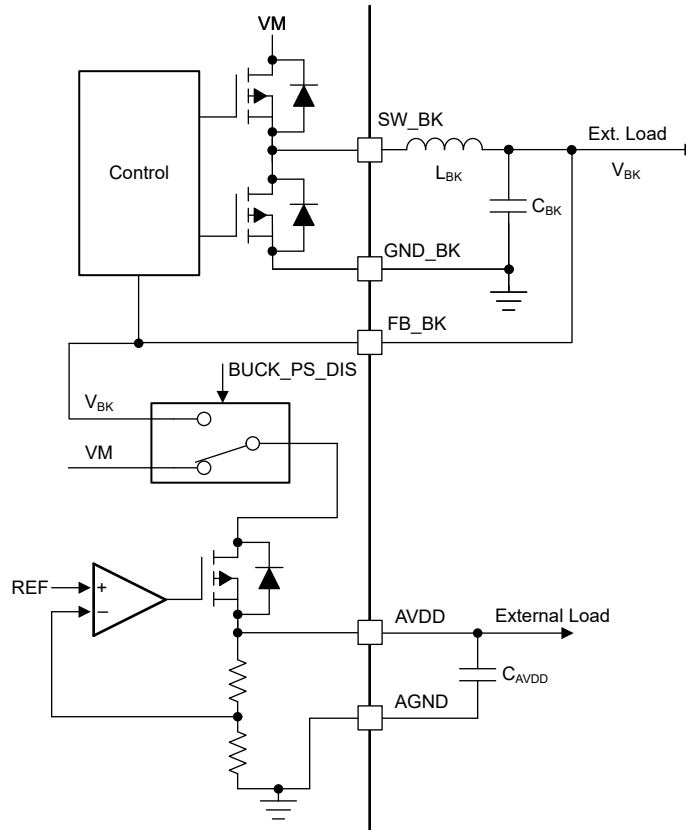 VM
SW_BK
Ext. Load
Control
L_BK
V_BK
C_BK
GND_BK
FB_BK
BUCK_PS_DIS
V_BK
VM
REF
+
–
AVDD
External Load
C_AVDD
AGND